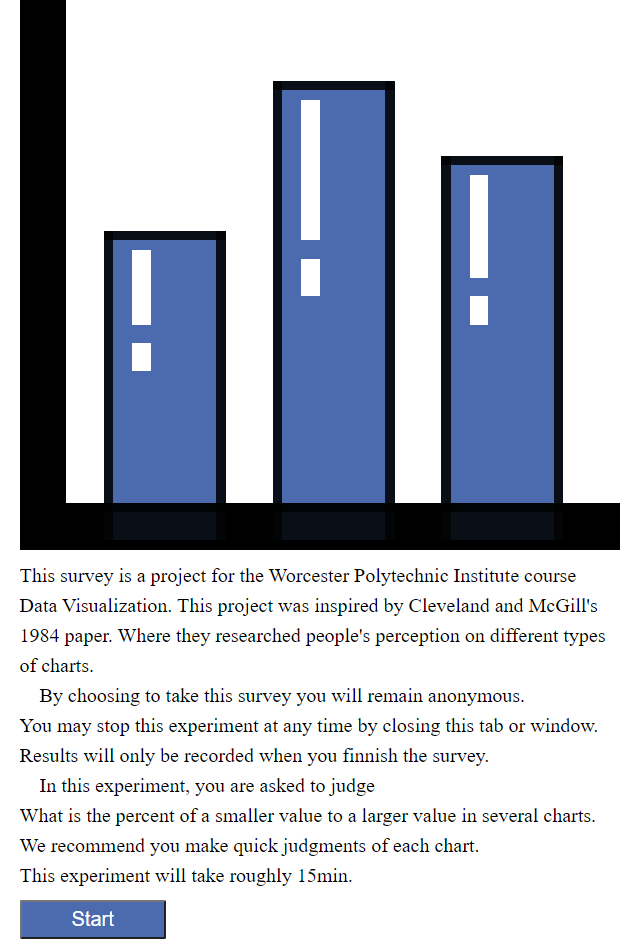 This survey is a project for the Worcester Polytechnic Institute course
Data Visualization. This project was inspired by Cleveland and McGill's
1984 paper. Where they researched people's perception on different types
of charts.
By choosing to take this survey you will remain anonymous.
You may stop this experiment at any time by closing this tab or window.
Results will only be recorded when you finnish the survey.
In this experiment, you are asked to judge
What is the percent of a smaller value to a larger value in several charts.
We recommend you make quick judgments of each chart.
This experiment will take roughly 15min.
Start